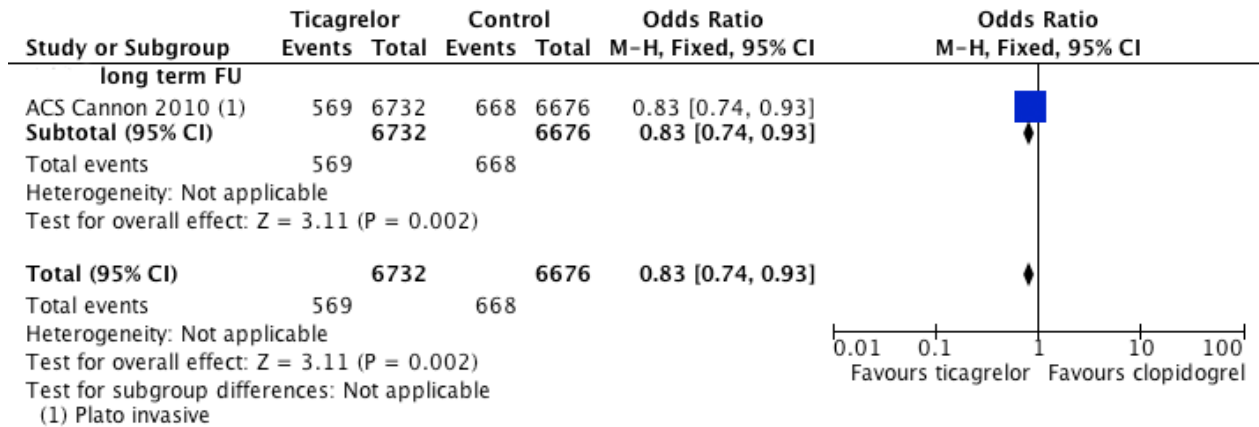 Ticagrelor Control Odds Ratio Odds Ratio
Study or Subgroup Events Total Events Total M-H, Fixed, 95% CI M-H, Fixed, 95% CI
long term FU
ACS Cannon 2010 (1) 569 6732 668 6676 0.83 [0.74, 0.93]
Subtotal (95% CI) 6732 6676 0.83 [0.74, 0.93]
Total events 569 668
Heterogeneity: Not applicable
Test for overall effect: Z = 3.11 (P = 0.002)
Total (95% CI) 6732 6676 0.83 [0.74, 0.93]
Total events 569 668
Heterogeneity: Not applicable
Test for overall effect: Z = 3.11 (P = 0.002)
Test for subgroup differences: Not applicable
(1) Plato invasive
0.01 0.1 1 10 100
Favours ticagrelor Favours clopidogrel